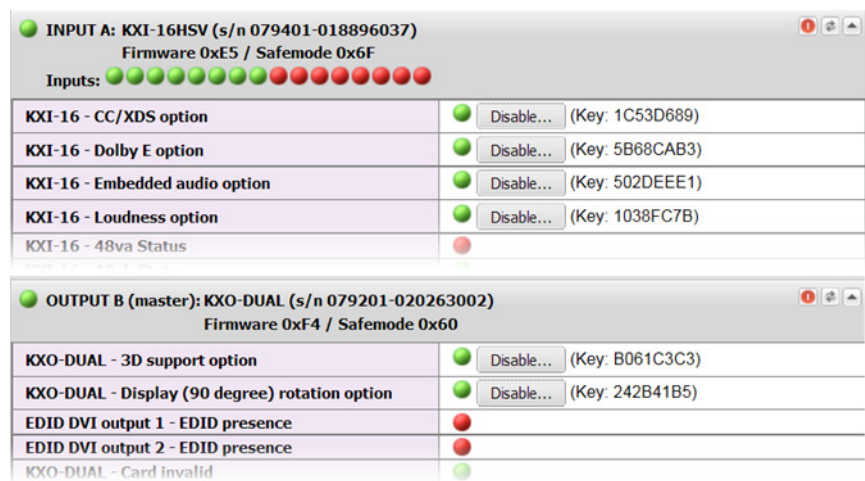 INPUT A: KXI-16HSV (s/n 079401-018896037)
Firmware 0xE5 / Safemode 0x6F
Inputs:
KXI-16 - CC/XDS option Disable... (Key: 1C53D689)
KXI-16 - Dolby E option Disable... (Key: 5B68CAB3)
KXI-16 - Embedded audio option Disable... (Key: 502DEEE1)
KXI-16 - Loudness option Disable... (Key: 1038FC7B)
KXI-16 - 48va Status
OUTPUT B (master): KXO-DUAL (s/n 079201-020263002)
Firmware 0xF4 / Safemode 0x60
KXO-DUAL - 3D support option Disable... (Key: B061C3C3)
KXO-DUAL - Display (90 degree) rotation option Disable... (Key: 242B41B5)
EDID DVI output 1 - EDID presence
EDID DVI output 2 - EDID presence
KXO-DUAL - Card invalid